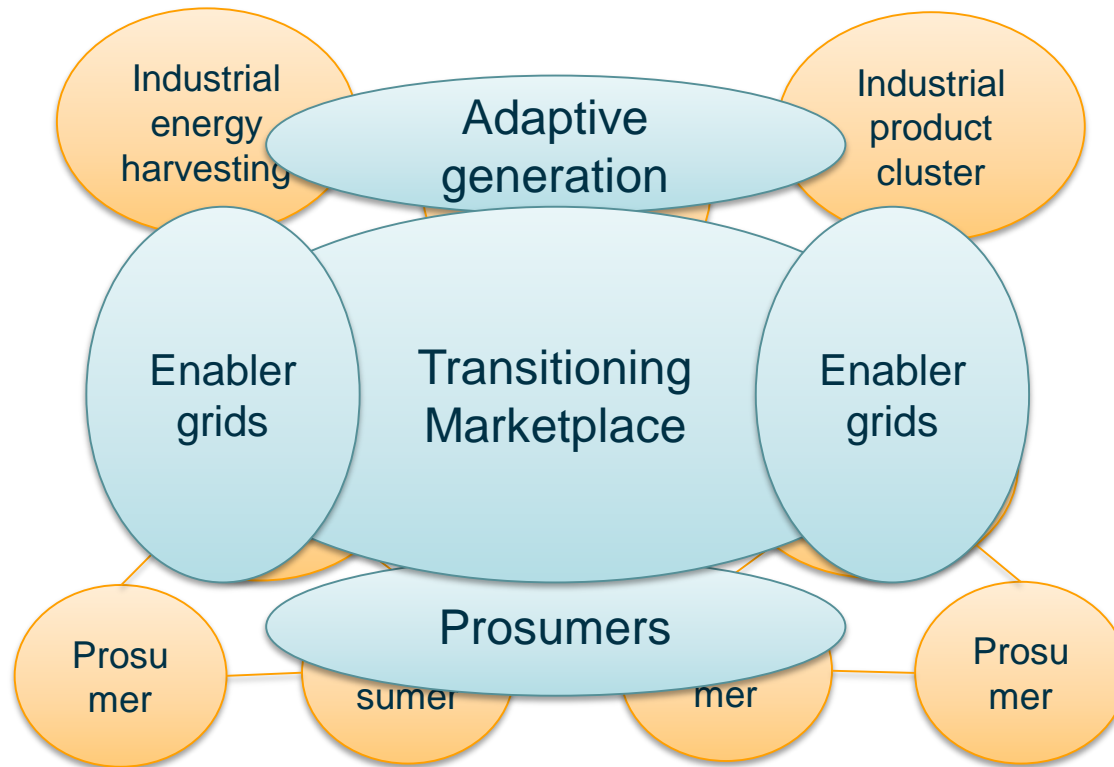 Industrial
energy
harvesting
Adaptive
generation
Industrial
product
cluster
Enabler
grids
Transitioning
Marketplace
Enabler
grids
Prosumers
Prosu
mer
sumer
mer
Prosu
mer